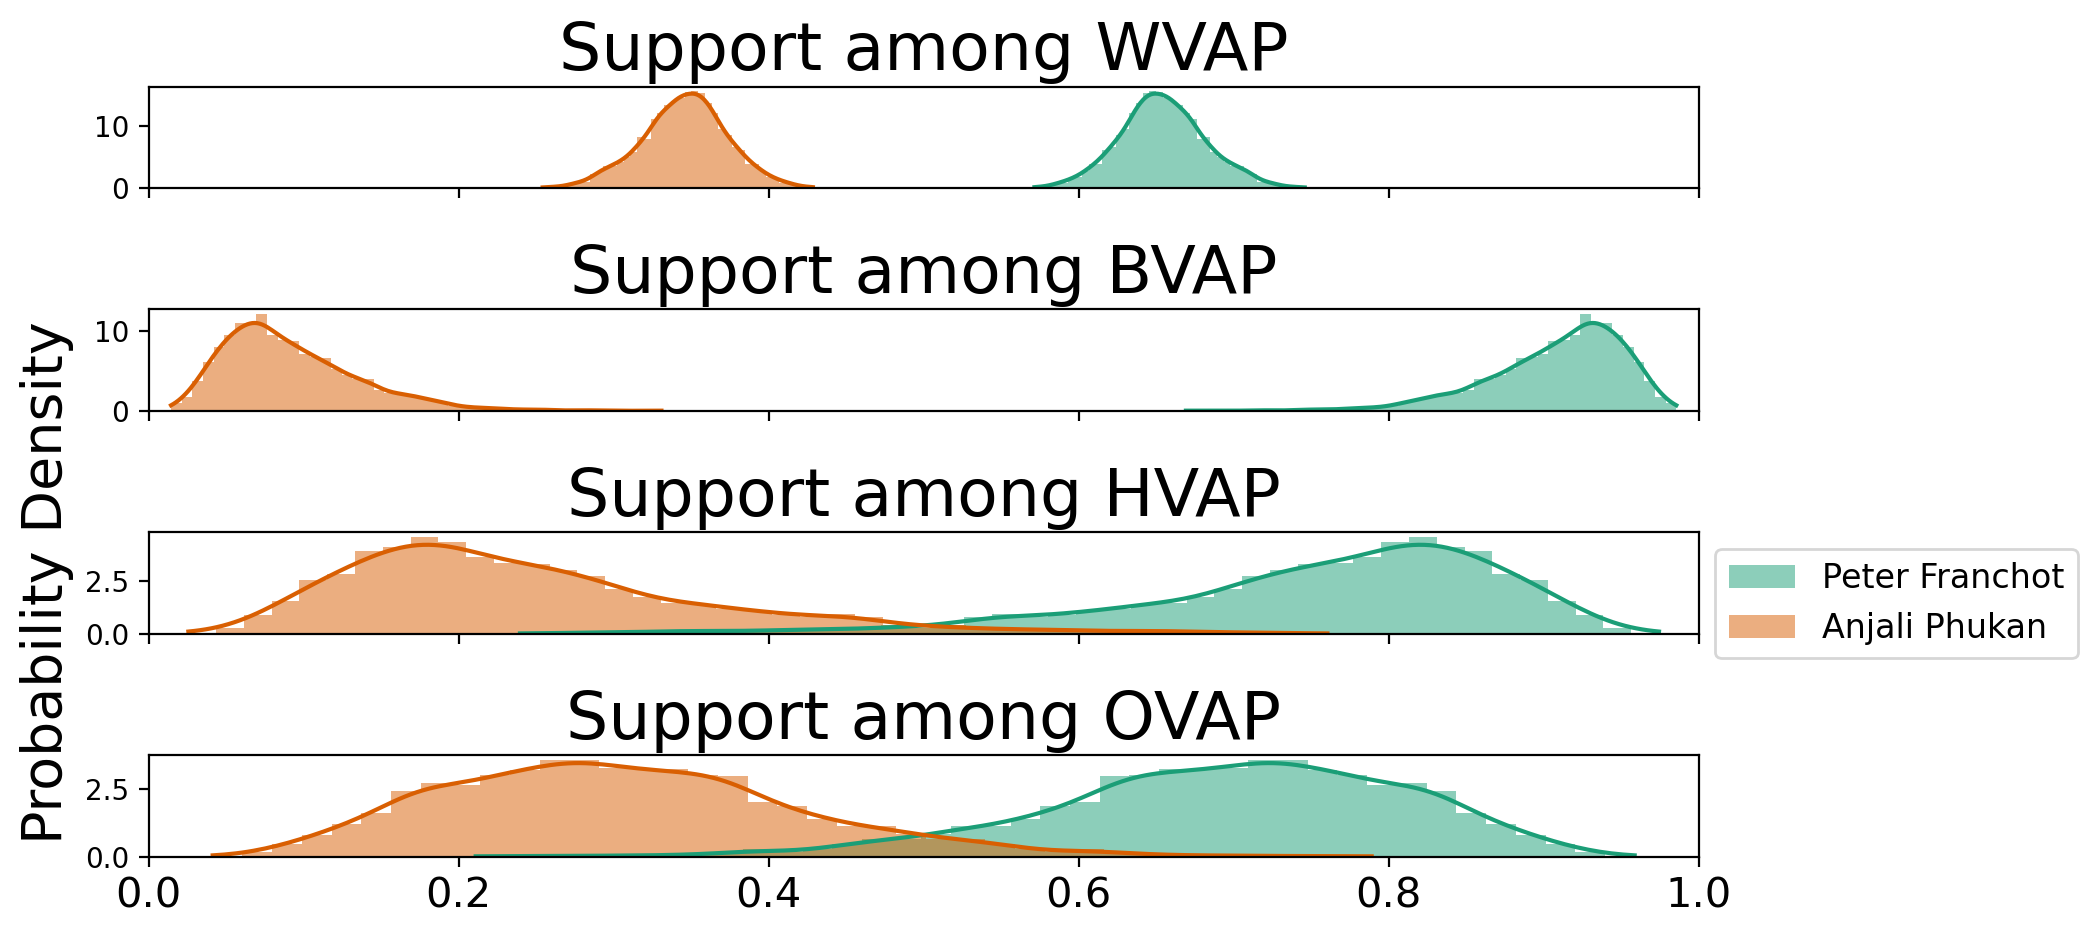 Support among WVAP
10
0
Support among BVAP
10
0
Support among HVAP
2.5
0.0
Support among OVAP
2.5
0.0
0.0 0.2 0.4 0.6 0.8 1.0
Probability Density
Peter Franchot
Anjali Phukan